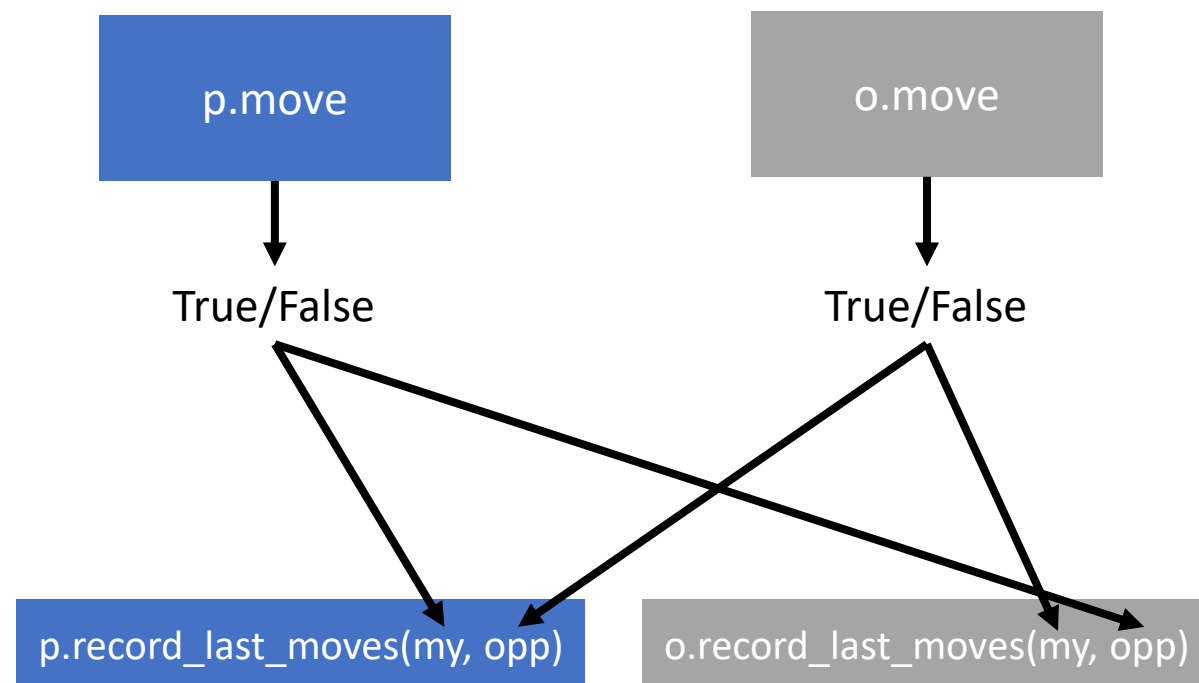 p.move
o.move
True/False
True/False
p.record_last_moves(my, opp)
o.record_last_moves(my, opp)